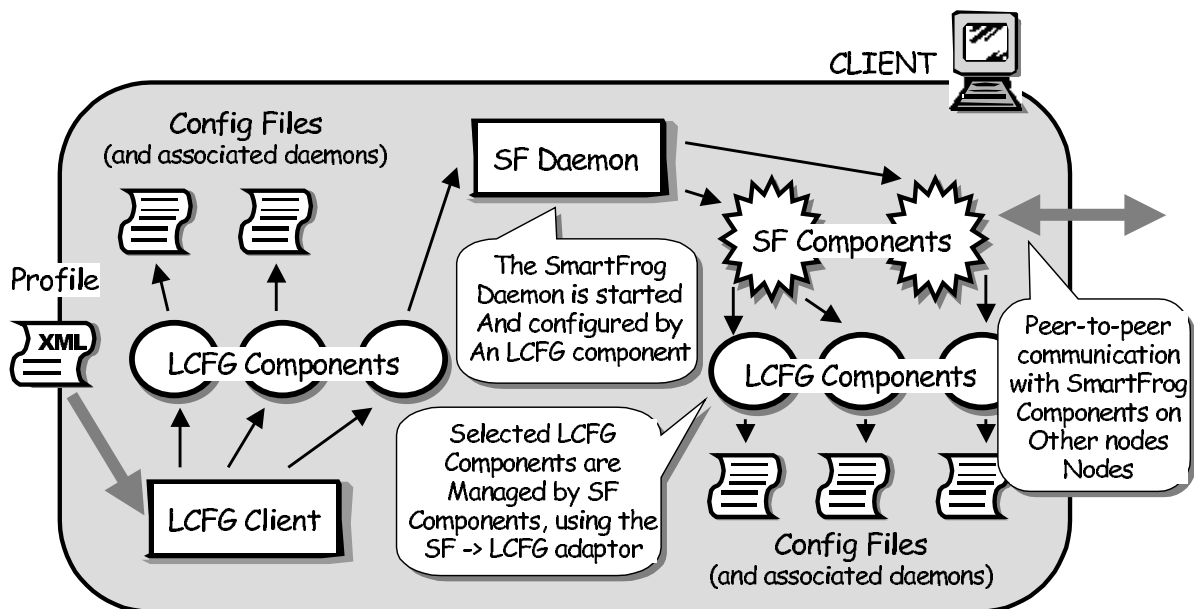 CLIENT
Config Files
(and associated daemons)
SF Daemon
SF Components
The SmartFrog
Daemon is started
And configured by
An LCFG component
Profile
XML
LCFG Components
LCFG Components
Peer-to-peer
communication
with SmartFrog
Components on
Other nodes
Nodes
Selected LCFG
Components are
Managed by SF
Components, using the
SF -> LCFG adaptor
LCFG Client
Config Files
(and associated daemons)